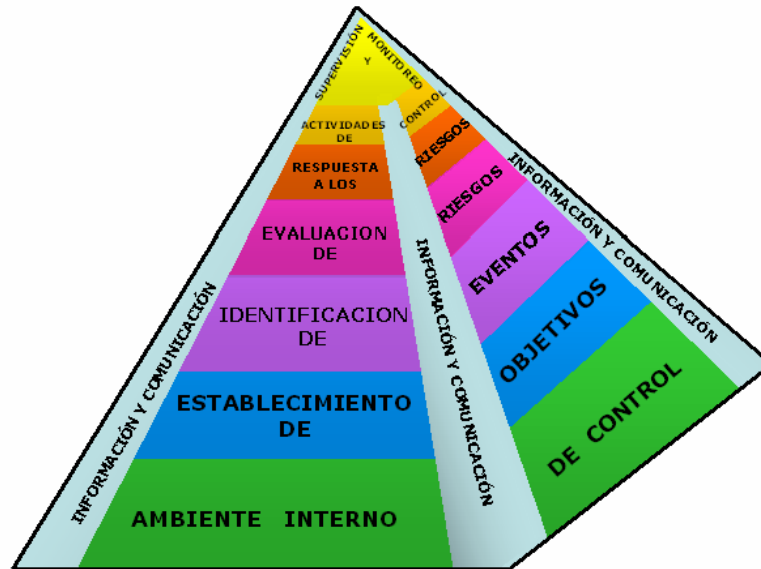 SUPERVISIÓN
Y
MONITOREO
ACTIVIDADES
DE
CONTROL
RESPUESTA
A LOS
RIESGOS
EVALUACION
DE
RIESGOS
IDENTIFICACION
DE
EVENTOS
ESTABLECIMIENTO
DE
OBJETIVOS
AMBIENTE INTERNO
DE CONTROL
INFORMACIÓN Y COMUNICACIÓN
INFORMACIÓN Y COMUNICACIÓN
INFORMACIÓN Y COMUNICACIÓN